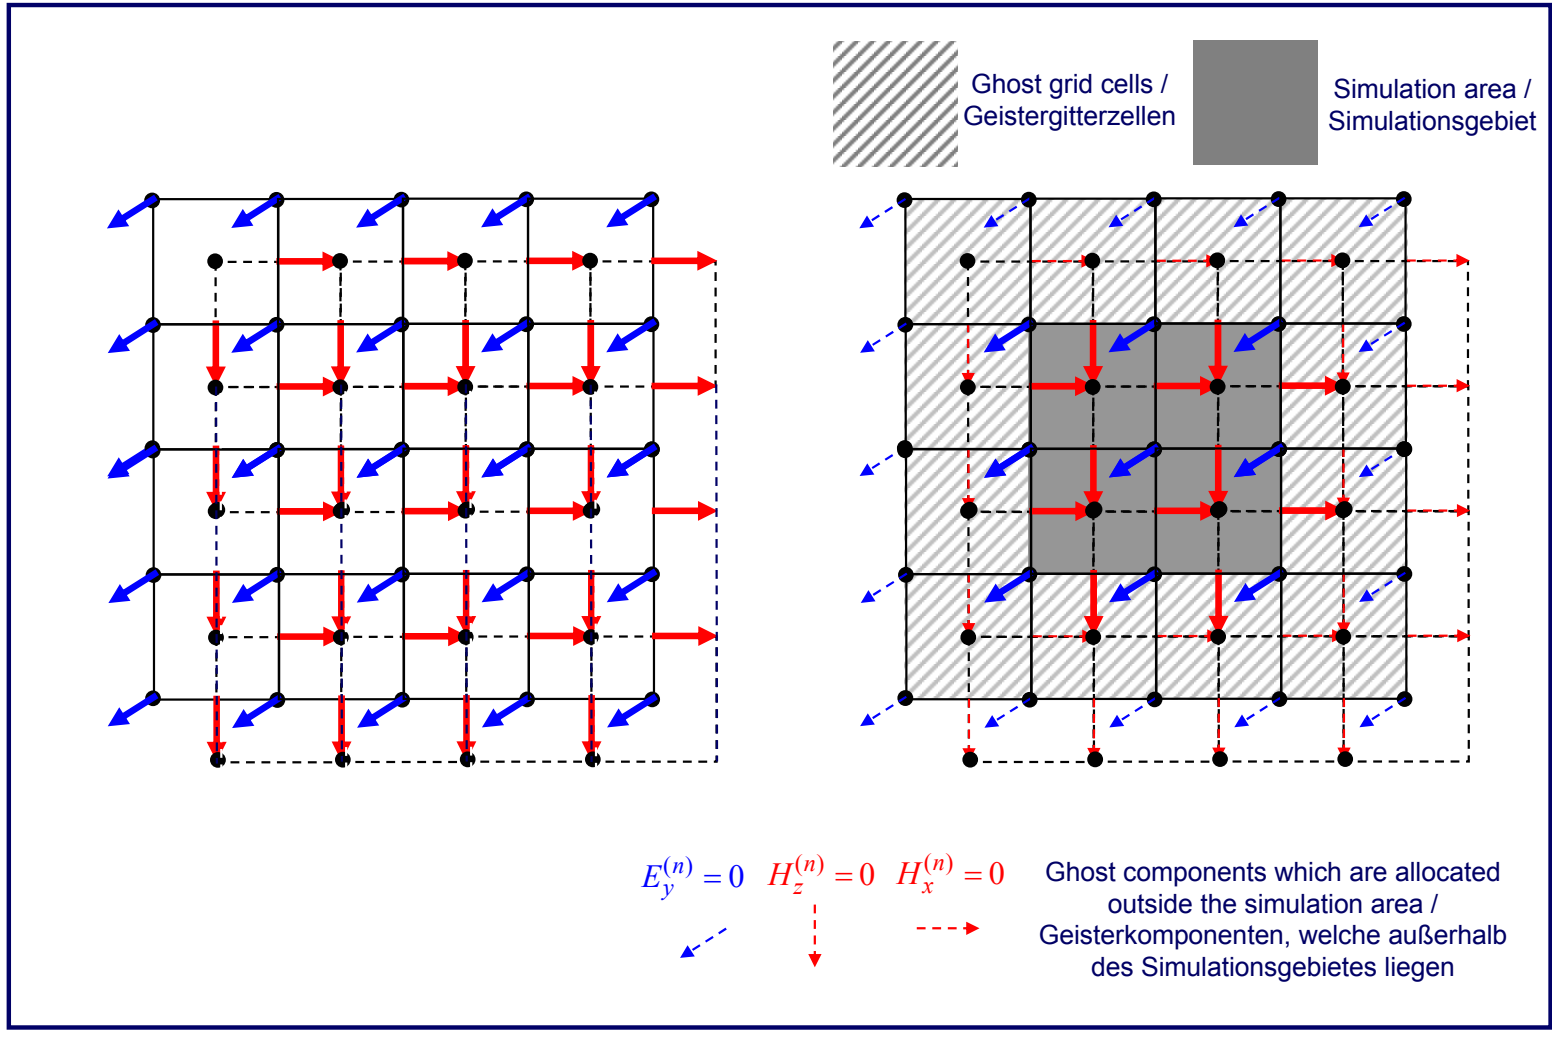 Ghost grid cells /
Geistergitterzellen
Simulation area /
Simulationsgebiet
E_y^{(n)} = 0 H_z^{(n)} = 0 H_x^{(n)} = 0
Ghost components which are allocated
outside the simulation area /
Geisterkomponenten, welche außerhalb
des Simulationsgebietes liegen